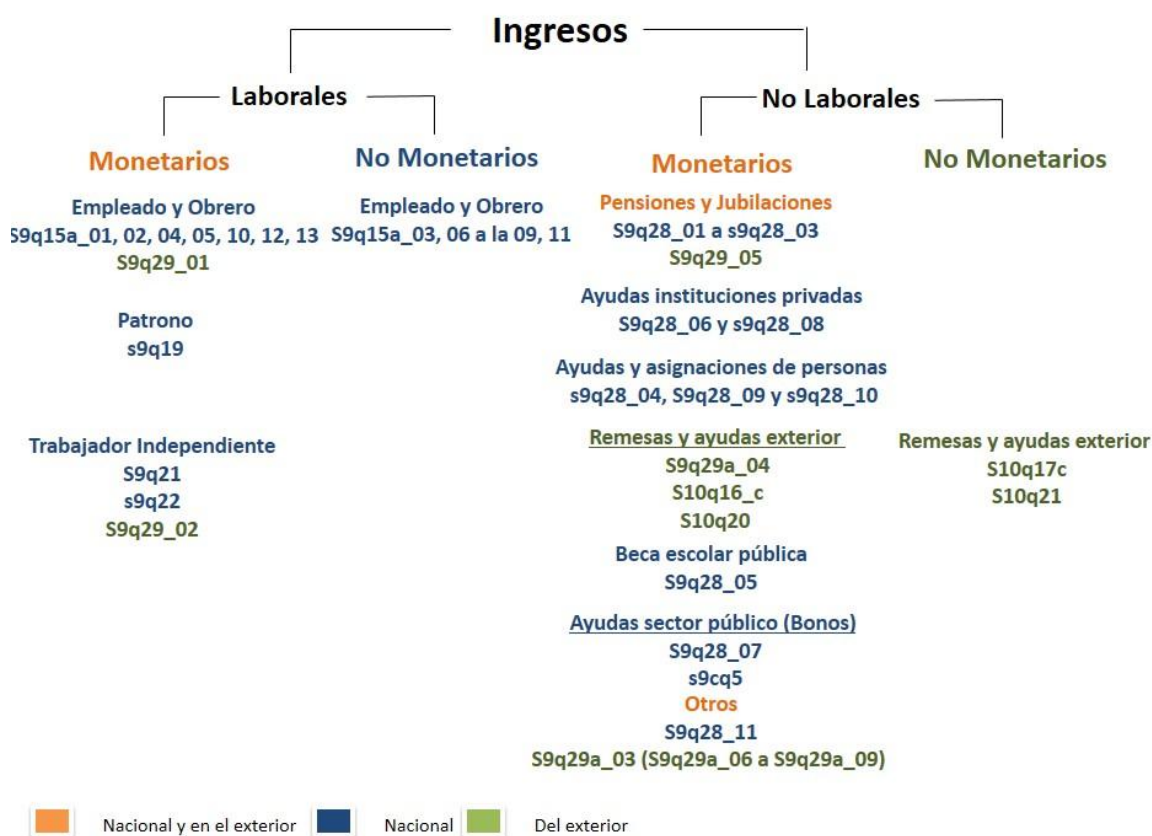 Ingresos
Laborales
No Laborales
Monetarios
No Monetarios
Monetarios
No Monetarios
Empleado y Obrero
S9q15a_01, 02, 04, 05, 10, 12, 13
S9q29_01
Patrono
s9q19
Trabajador Independiente
S9q21
s9q22
S9q29_02
Empleado y Obrero
S9q15a_03, 06 a la 09, 11
Pensiones y Jubilaciones
S9q28_01 a s9q28_03
S9q29_05
Ayudas instituciones privadas
S9q28_06 y s9q28_08
Ayudas y asignaciones de personas
s9q28_04, S9q28_09 y s9q28_10
Remesas y ayudas exterior
S9q29a_04
S10q16_c
S10q20
Beca escolar pública
S9q28_05
Ayudas sector público (Bonos)
S9q28_07
s9cq5
Otros
S9q28_11
S9q29a_03 (S9q29a_06 a S9q29a_09)
Remesas y ayudas exterior
S10q17c
S10q21
Nacional y en el exterior
Nacional
Del exterior